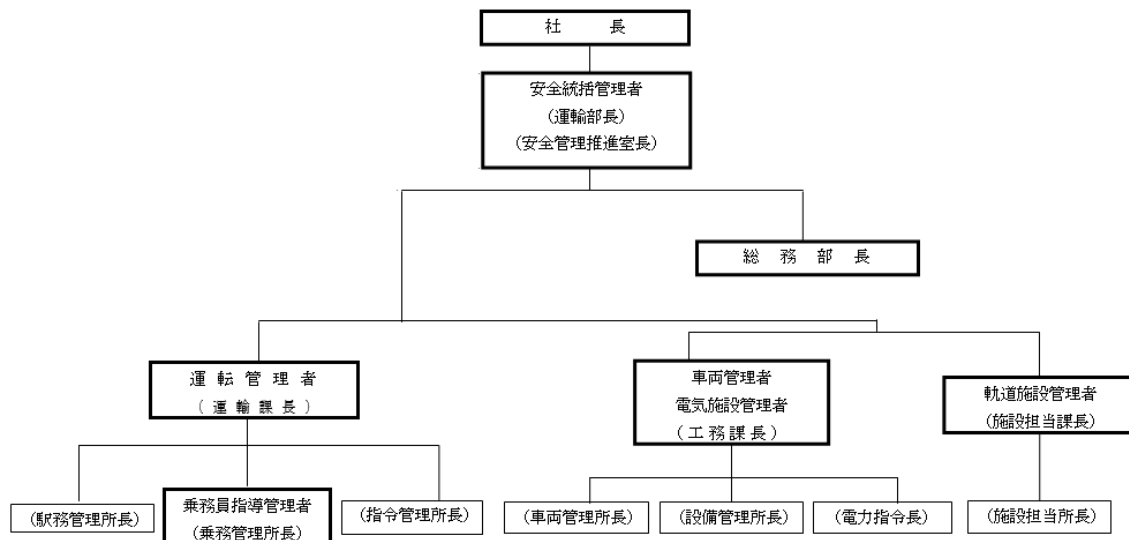 社　　長
安全統括管理者
(運輸部長)
(安全管理推進室長)
総　務　部　長
運 転 管 理 者
( 運 輸 課 長 )
車両管理者
電気施設管理者
(工務課長)
軌道施設管理者
(施設担当課長)
(駅務管理所長)
乗務員指導管理者
(乗務管理所長)
(指令管理所長)
(車両管理所長)
(設備管理所長)
(電力指令長)
(施設担当所長)